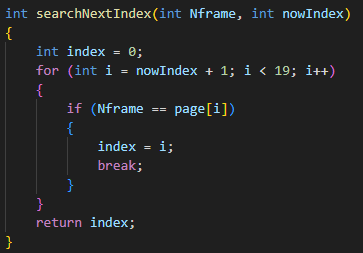 int searchNextIndex(int Nframe, int nowIndex)
{
    int index = 0;
    for (int i = nowIndex + 1; i < 19; i++)
    {
        if (Nframe == page[i])
        {
            index = i;
            break;
        }
    }
    return index;
}